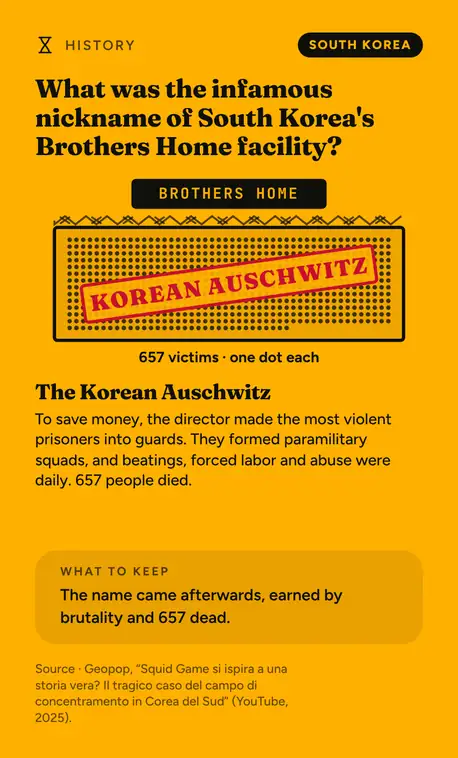 HISTORY
SOUTH KOREA
What was the infamous
nickname of South Korea's
Brothers Home facility?
BROTHERS HOME
KOREAN AUSCHWITZ
657 victims · one dot each
The Korean Auschwitz
To save money, the director made the most violent
prisoners into guards. They formed paramilitary
squads, and beatings, forced labor and abuse were
daily. 657 people died.
WHAT TO KEEP
The name came afterwards, earned by
brutality and 657 dead.
Source · Geopop, “Squid Game si ispira a una
storia vera? Il tragico caso del campo di
concentramento in Corea del Sud” (YouTube,
2025).